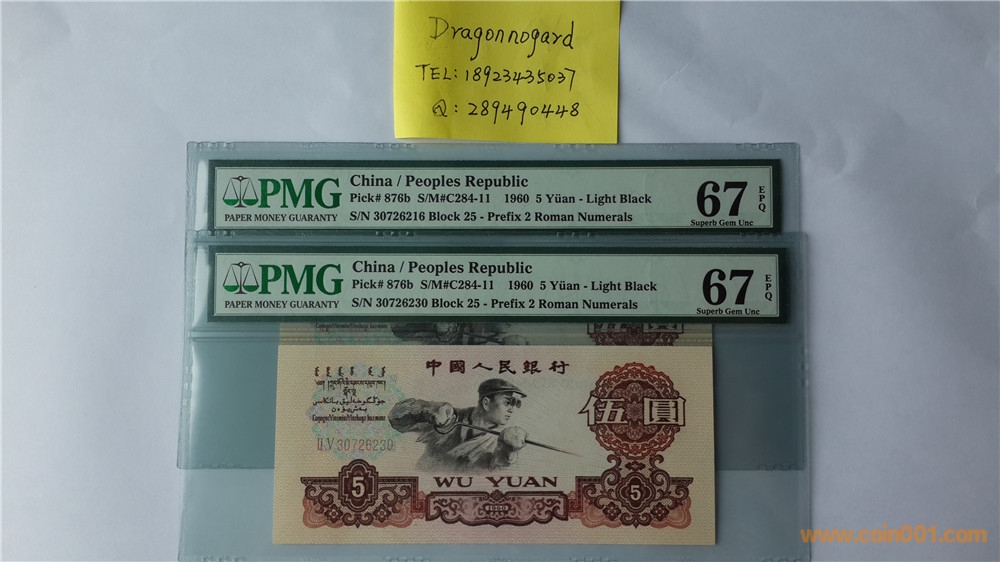 Dragonnogard
TEL: 18923435037
Q: 289490448
PMG
PAPER MONEY GUARANTY
China / Peoples Republic
Pick# 876b S/M#C284-11 1960 5 Yüan - Light Black
S/N 30726216 Block 25 - Prefix 2 Roman Numerals
67 EPQ
Superb Gem Unc
PMG
PAPER MONEY GUARANTY
China / Peoples Republic
Pick# 876b S/M#C284-11 1960 5 Yüan - Light Black
S/N 30726230 Block 25 - Prefix 2 Roman Numerals
67 EPQ
Superb Gem Unc
中國人民銀行
伍圓
30726230
WU YUAN
5
1960
5
www.coin001.com